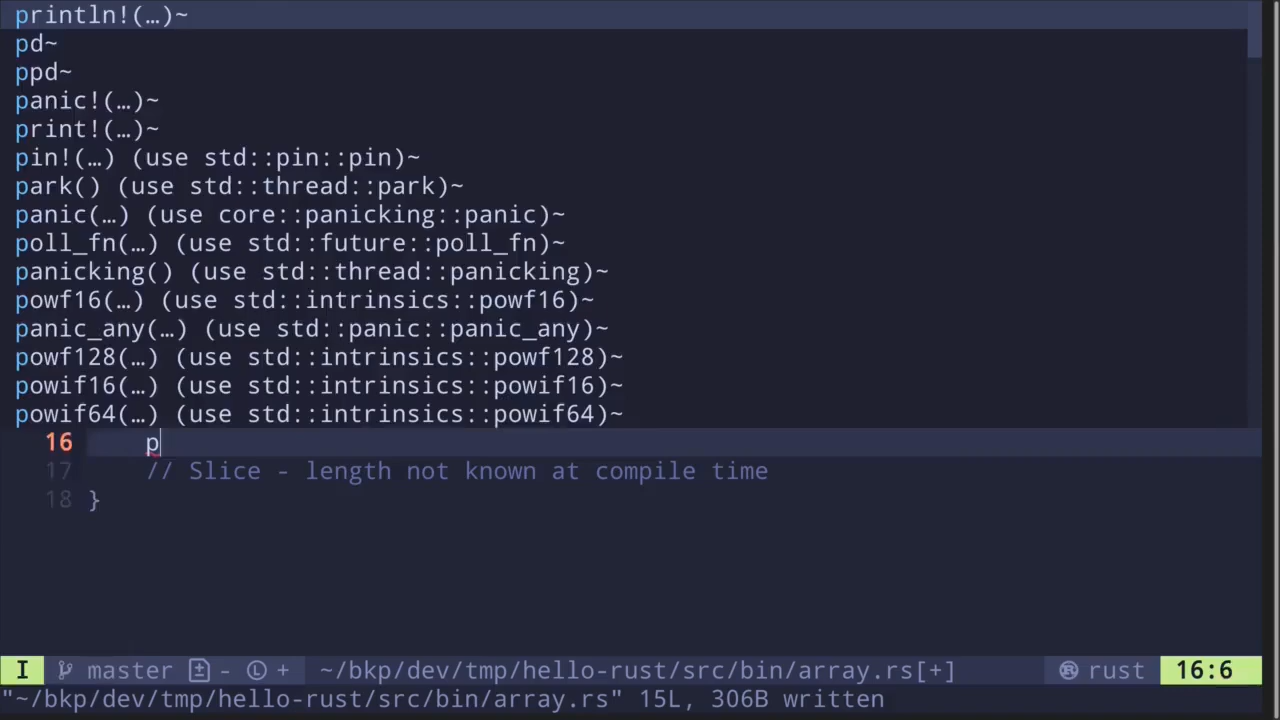 println!(…)~
pd~
ppd~
panic!(…)~
print!(…)~
pin!(…) (use std::pin::pin)~
park() (use std::thread::park)~
panic(…) (use core::panicking::panic)~
poll_fn(…) (use std::future::poll_fn)~
panicking() (use std::thread::panicking)~
powf16(…) (use std::intrinsics::powf16)~
panic_any(…) (use std::panic::panic_any)~
powf128(…) (use std::intrinsics::powf128)~
powif16(…) (use std::intrinsics::powif16)~
powif64(…) (use std::intrinsics::powif64)~
16 p
17 // Slice - length not known at compile time
18 }
I master - L + ~/bkp/dev/tmp/hello-rust/src/bin/array.rs[+] rust 16:6
"~/bkp/dev/tmp/hello-rust/src/bin/array.rs" 15L, 306B written